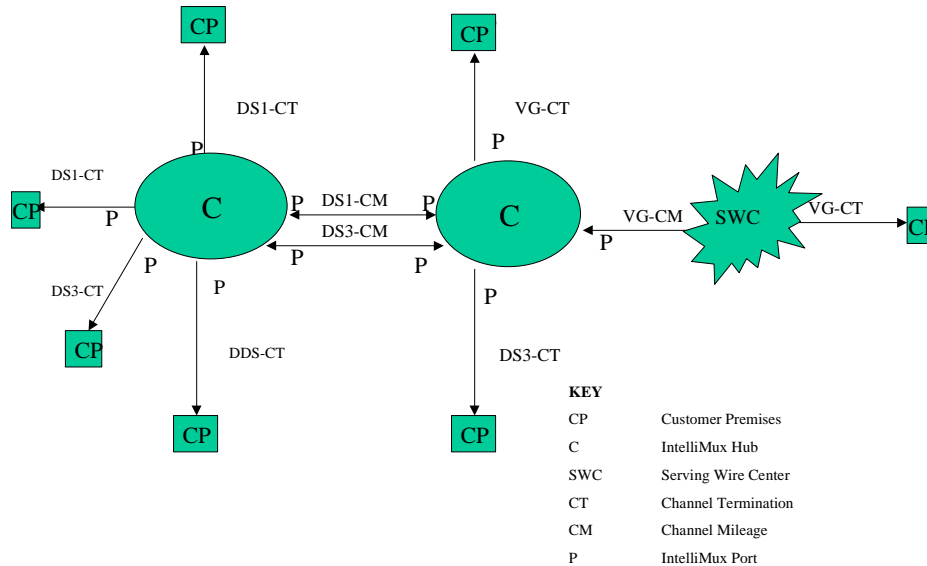 CP
CP
DS1-CT
VG-CT
P
P
DS1-CT
CP
P
C
P
DS1-CM
P
C
VG-CM
SWC
VG-CT
DS3-CM
P
P
P
P
P
P
DS3-CT
CP
DDS-CT
DS3-CT
CP
CP
KEY
CP Customer Premises
C IntelliMux Hub
SWC Serving Wire Center
CT Channel Termination
CM Channel Mileage
P IntelliMux Port